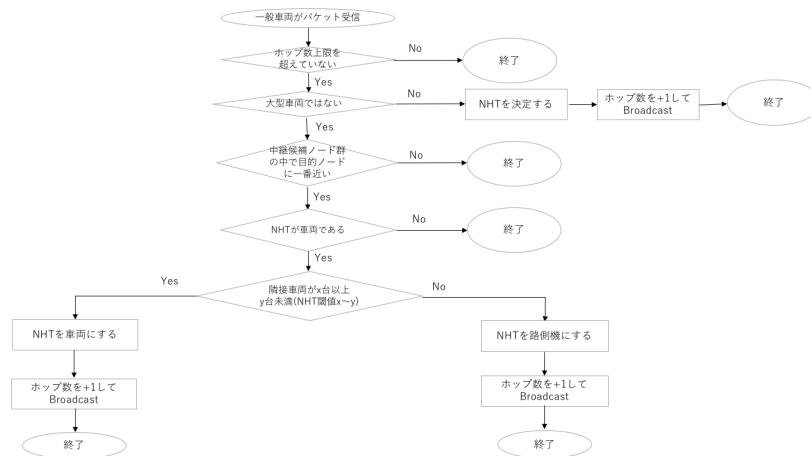 一般車両がパケット受信
ホップ数上限を
超えていない
No
終了
Yes
大型車両ではない
No
NHTを決定する
ホップ数を+1して
Broadcast
終了
Yes
中継候補ノード群
の中で目的ノード
に一番近い
No
終了
Yes
NHTが車両である
No
終了
Yes
隣接車両がx台以上
y台未満(NHT閾値x～y)
Yes
No
NHTを車両にする
NHTを路側機にする
ホップ数を+1して
Broadcast
ホップ数を+1して
Broadcast
終了
終了